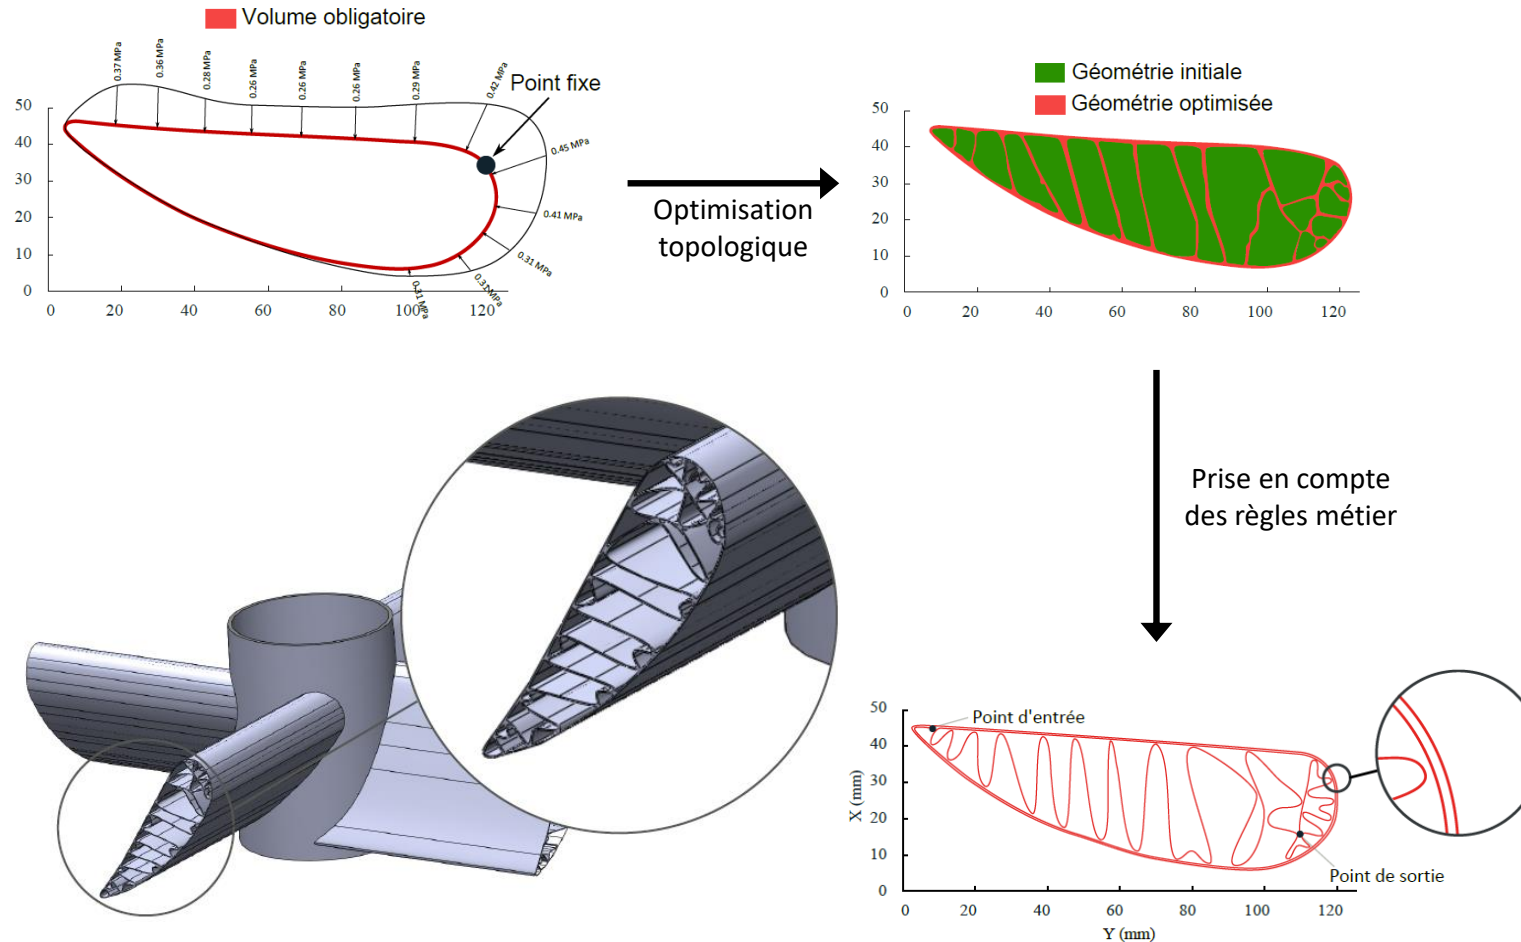 Volume obligatoire
0.37 MPa
0.36 MPa
0.28 MPa
0.26 MPa
0.26 MPa
0.26 MPa
0.29 MPa
0.42 MPa
Point fixe
0.45 MPa
0.41 MPa
0.31 MPa
0.31 MPa
0.31 MPa
50
40
30
20
10
0
0
20
40
60
80
100
120
Optimisation
topologique
Géométrie initiale
Géométrie optimisée
50
40
30
20
10
0
0
20
40
60
80
100
120
Prise en compte
des règles métier
Point d'entrée
Point de sortie
X (mm)
50
40
30
20
10
0
0
20
40
60
80
100
120
Y (mm)